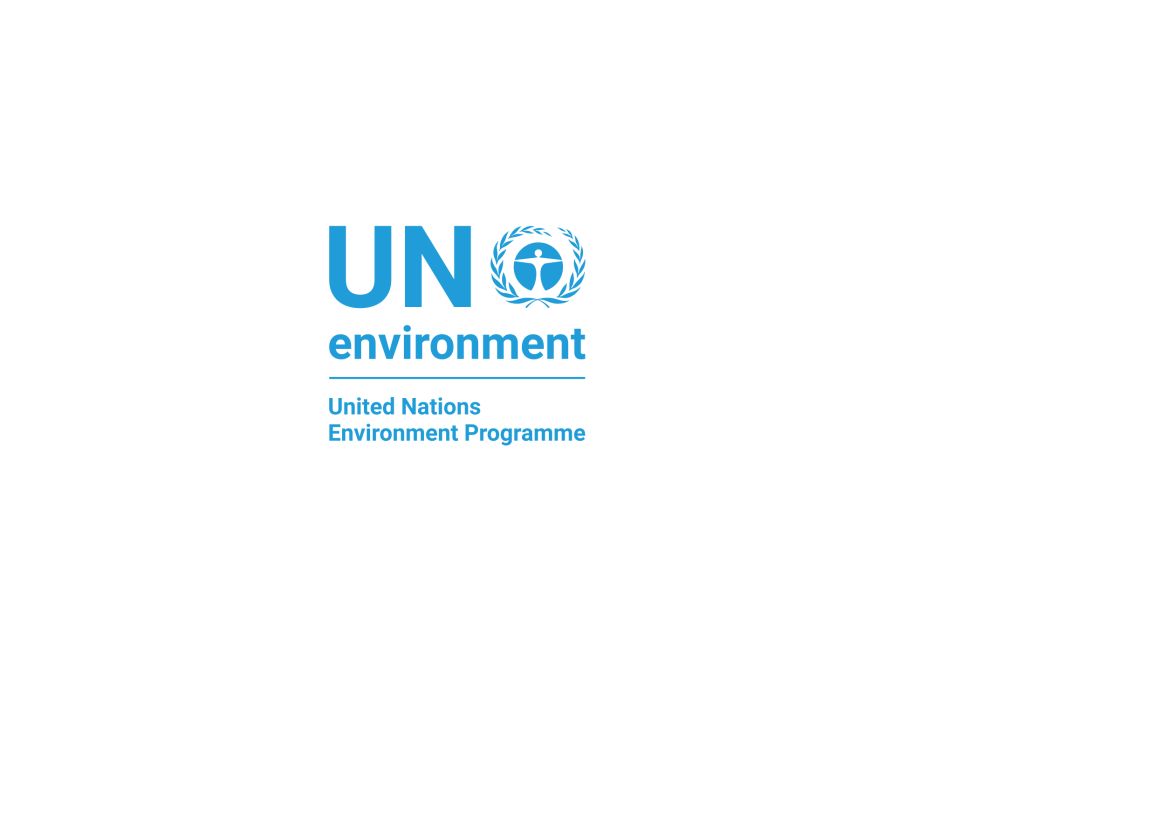 UN
environment
United Nations
Environment Programme